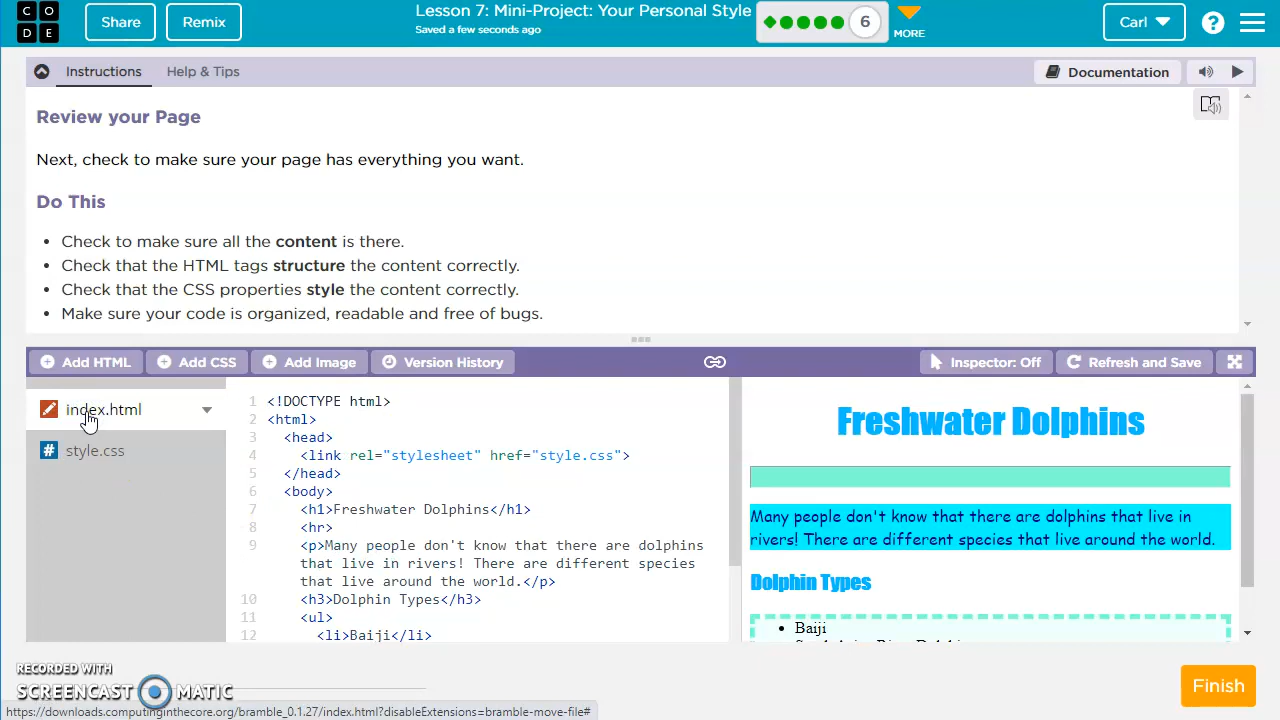 C O
D E
Share
Remix
Lesson 7: Mini-Project: Your Personal Style
Saved a few seconds ago
6
MORE
Carl
?
Instructions
Help & Tips
Documentation
Review your Page
Next, check to make sure your page has everything you want.
Do This
• Check to make sure all the content is there.
• Check that the HTML tags structure the content correctly.
• Check that the CSS properties style the content correctly.
• Make sure your code is organized, readable and free of bugs.
Add HTML
Add CSS
Add Image
Version History
Inspector: Off
Refresh and Save
index.html
# style.css
1 <!DOCTYPE html>
2 <html>
3 <head>
4 <link rel="stylesheet" href="style.css">
5 </head>
6 <body>
7 <h1>Freshwater Dolphins</h1>
8 <hr>
9 <p>Many people don't know that there are dolphins
that live in rivers! There are different species
that live around the world.</p>
10 <h3>Dolphin Types</h3>
11 <ul>
12 <li>Baiji</li>
Freshwater Dolphins
Many people don't know that there are dolphins that live in
rivers! There are different species that live around the world.
Dolphin Types
• Baiji
RECORDED WITH
SCREENCAST MATIC
Finish
https://downloads.computinginthecore.org/bramble_0.1.27/index.html?disableExtensions=bramble-move-file#